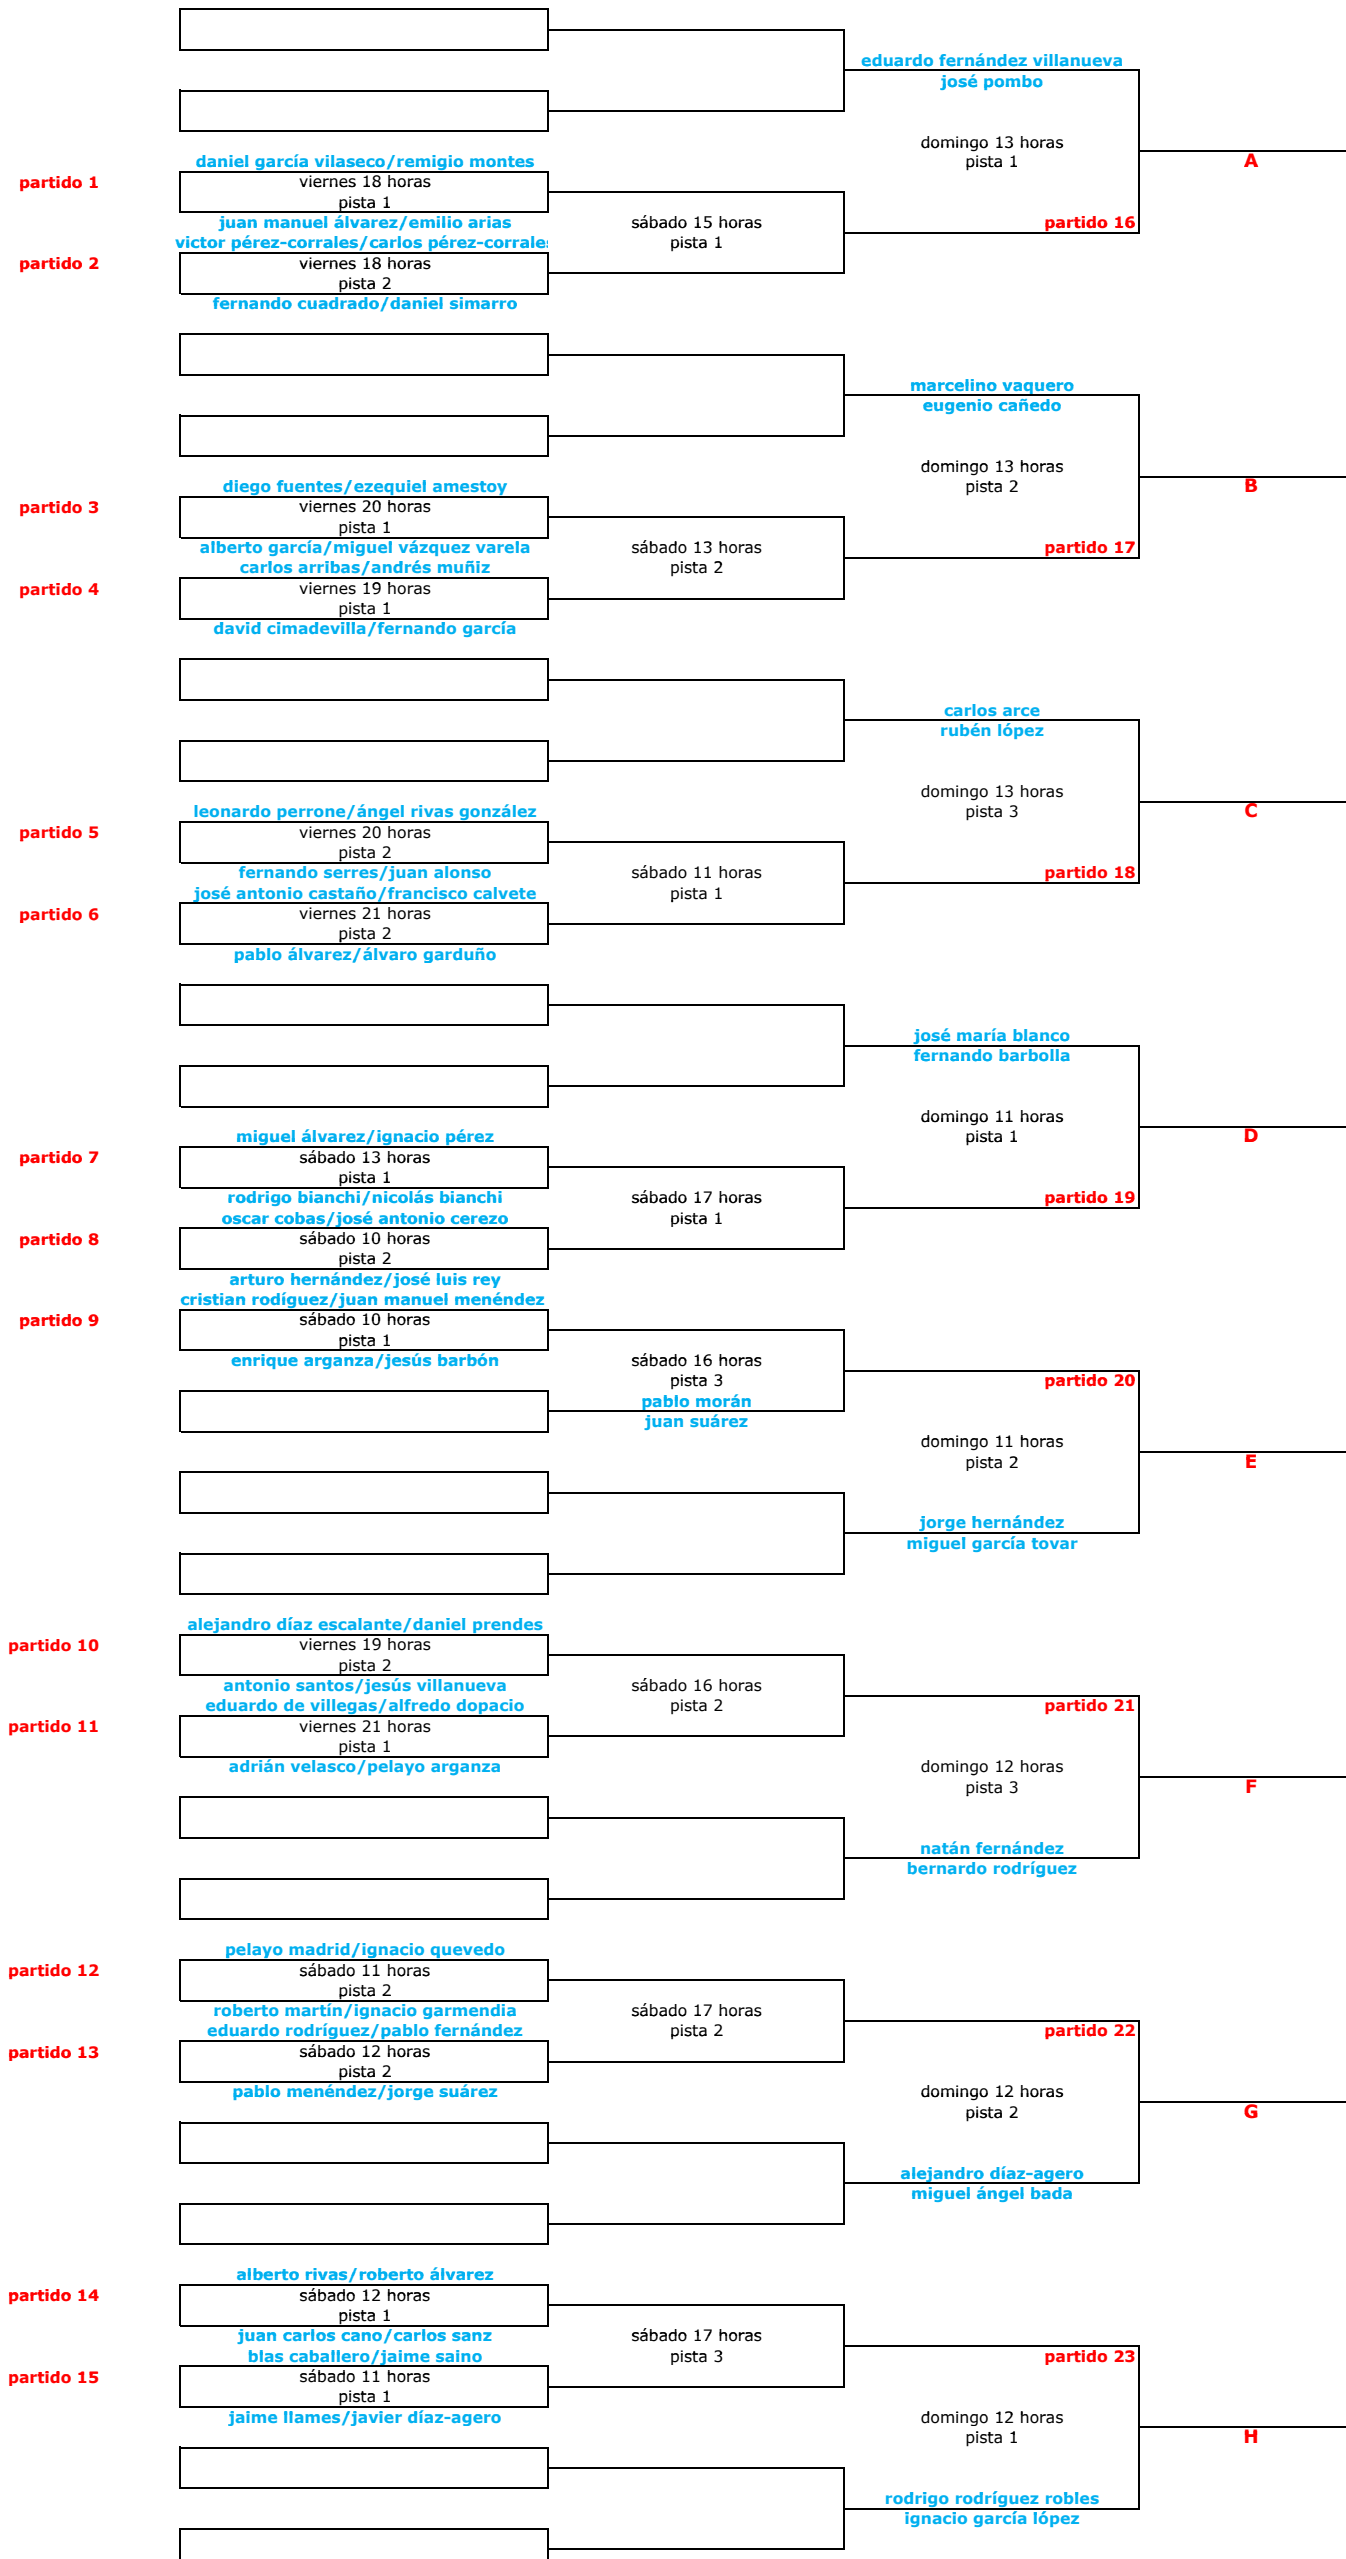 eduardo fernández villanueva
josé pombo
domingo 13 horas
pista 1
A
daniel garcía vilaseco/remigio montes
partido 1
viernes 18 horas
pista 1
juan manuel álvarez/emilio arias
sábado 15 horas
pista 1
partido 16
victor pérez-corrales/carlos pérez-corrales
partido 2
viernes 18 horas
pista 2
fernando cuadrado/daniel simarro
marcelino vaquero
eugenio cañedo
domingo 13 horas
pista 2
B
diego fuentes/ezequiel amestoy
partido 3
viernes 20 horas
pista 1
alberto garcía/miguel vázquez varela
sábado 13 horas
pista 2
partido 17
carlos arribas/andrés muñiz
partido 4
viernes 19 horas
pista 1
david cimadevilla/fernando garcía
carlos arce
rubén lópez
domingo 13 horas
pista 3
C
leonardo perrone/ángel rivas gonzález
partido 5
viernes 20 horas
pista 2
fernando serres/juan alonso
sábado 11 horas
pista 1
partido 18
josé antonio castaño/francisco calvete
partido 6
viernes 21 horas
pista 2
pablo álvarez/álvaro garduño
josé maría blanco
fernando barbolla
domingo 11 horas
pista 1
D
miguel álvarez/ignacio pérez
partido 7
sábado 13 horas
pista 1
rodrigo bianchi/nicolás bianchi
sábado 17 horas
pista 1
partido 19
oscar cobas/josé antonio cerezo
partido 8
sábado 10 horas
pista 2
arturo hernández/josé luis rey
cristian rodíguez/juan manuel menéndez
partido 9
sábado 10 horas
pista 1
enrique arganza/jesús barbón
sábado 16 horas
pista 3
partido 20
pablo morán
juan suárez
domingo 11 horas
pista 2
E
jorge hernández
miguel garcía tovar
alejandro díaz escalante/daniel prendes
partido 10
viernes 19 horas
pista 2
antonio santos/jesús villanueva
sábado 16 horas
pista 2
partido 21
eduardo de villegas/alfredo dopacio
partido 11
viernes 21 horas
pista 1
adrián velasco/pelayo arganza
domingo 12 horas
pista 3
F
natán fernández
bernardo rodríguez
pelayo madrid/ignacio quevedo
partido 12
sábado 11 horas
pista 2
roberto martín/ignacio garmendia
sábado 17 horas
pista 2
partido 22
eduardo rodríguez/pablo fernández
partido 13
sábado 12 horas
pista 2
pablo menéndez/jorge suárez
domingo 12 horas
pista 2
G
alejandro díaz-agero
miguel ángel bada
alberto rivas/roberto álvarez
partido 14
sábado 12 horas
pista 1
juan carlos cano/carlos sanz
sábado 17 horas
pista 3
partido 23
blas caballero/jaime saino
partido 15
sábado 11 horas
pista 1
jaime llames/javier díaz-agero
domingo 12 horas
pista 1
H
rodrigo rodríguez robles
ignacio garcía lópez